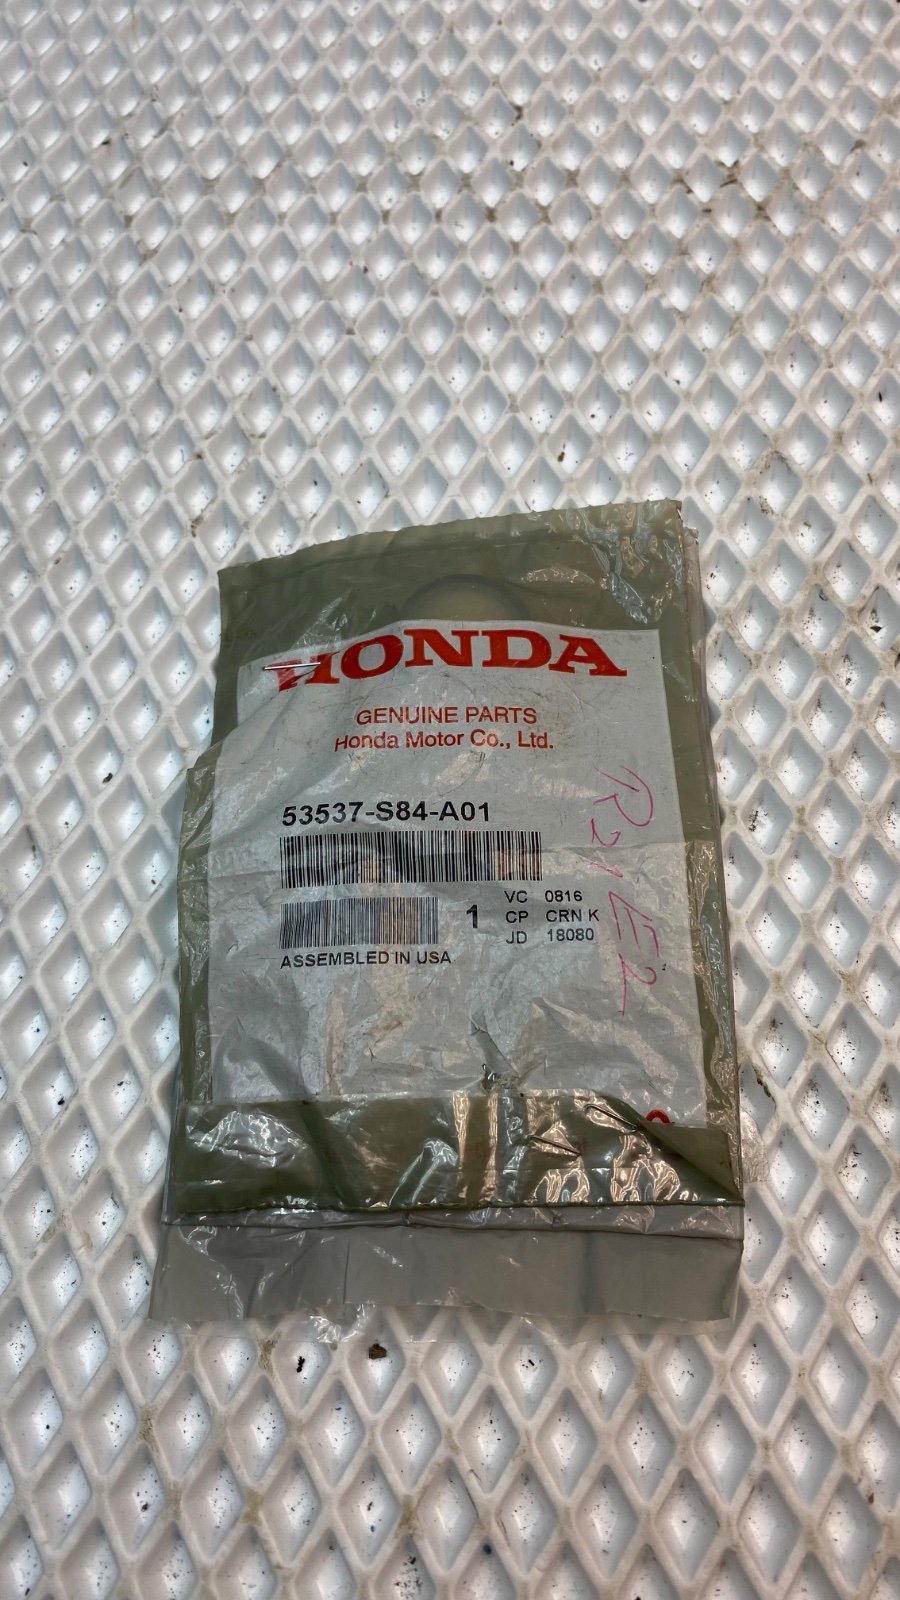 HONDA
GENUINE PARTS
Honda Motor Co., Ltd.
53537-S84-A01
1
VC 0816
CP CRN K
JD 18080
ASSEMBLED IN USA